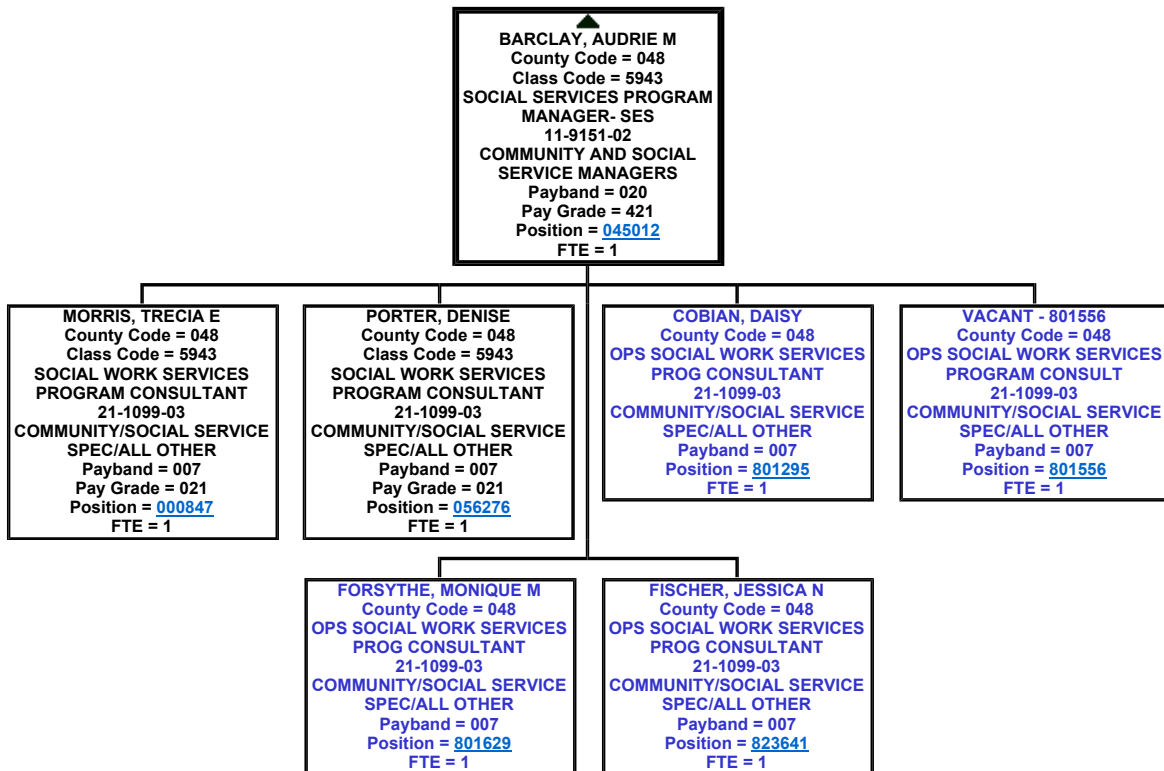 BARCLAY, AUDRIE M
County Code = 048
Class Code = 5943
SOCIAL SERVICES PROGRAM
MANAGER- SES
11-9151-02
COMMUNITY AND SOCIAL
SERVICE MANAGERS
Payband = 020
Pay Grade = 421
Position = 045012
FTE = 1
MORRIS, TRECIA E
County Code = 048
Class Code = 5943
SOCIAL WORK SERVICES
PROGRAM CONSULTANT
21-1099-03
COMMUNITY/SOCIAL SERVICE
SPEC/ALL OTHER
Payband = 007
Pay Grade = 021
Position = 000847
FTE = 1
PORTER, DENISE
County Code = 048
Class Code = 5943
SOCIAL WORK SERVICES
PROGRAM CONSULTANT
21-1099-03
COMMUNITY/SOCIAL SERVICE
SPEC/ALL OTHER
Payband = 007
Pay Grade = 021
Position = 056276
FTE = 1
COBIAN, DAISY
County Code = 048
OPS SOCIAL WORK SERVICES
PROG CONSULTANT
21-1099-03
COMMUNITY/SOCIAL SERVICE
SPEC/ALL OTHER
Payband = 007
Position = 801295
FTE = 1
VACANT - 801556
County Code = 048
OPS SOCIAL WORK SERVICES
PROGRAM CONSULT
21-1099-03
COMMUNITY/SOCIAL SERVICE
SPEC/ALL OTHER
Payband = 007
Position = 801556
FTE = 1
FORSYTHE, MONIQUE M
County Code = 048
OPS SOCIAL WORK SERVICES
PROG CONSULTANT
21-1099-03
COMMUNITY/SOCIAL SERVICE
SPEC/ALL OTHER
Payband = 007
Position = 801629
FTE = 1
FISCHER, JESSICA N
County Code = 048
OPS SOCIAL WORK SERVICES
PROG CONSULTANT
21-1099-03
COMMUNITY/SOCIAL SERVICE
SPEC/ALL OTHER
Payband = 007
Position = 823641
FTE = 1